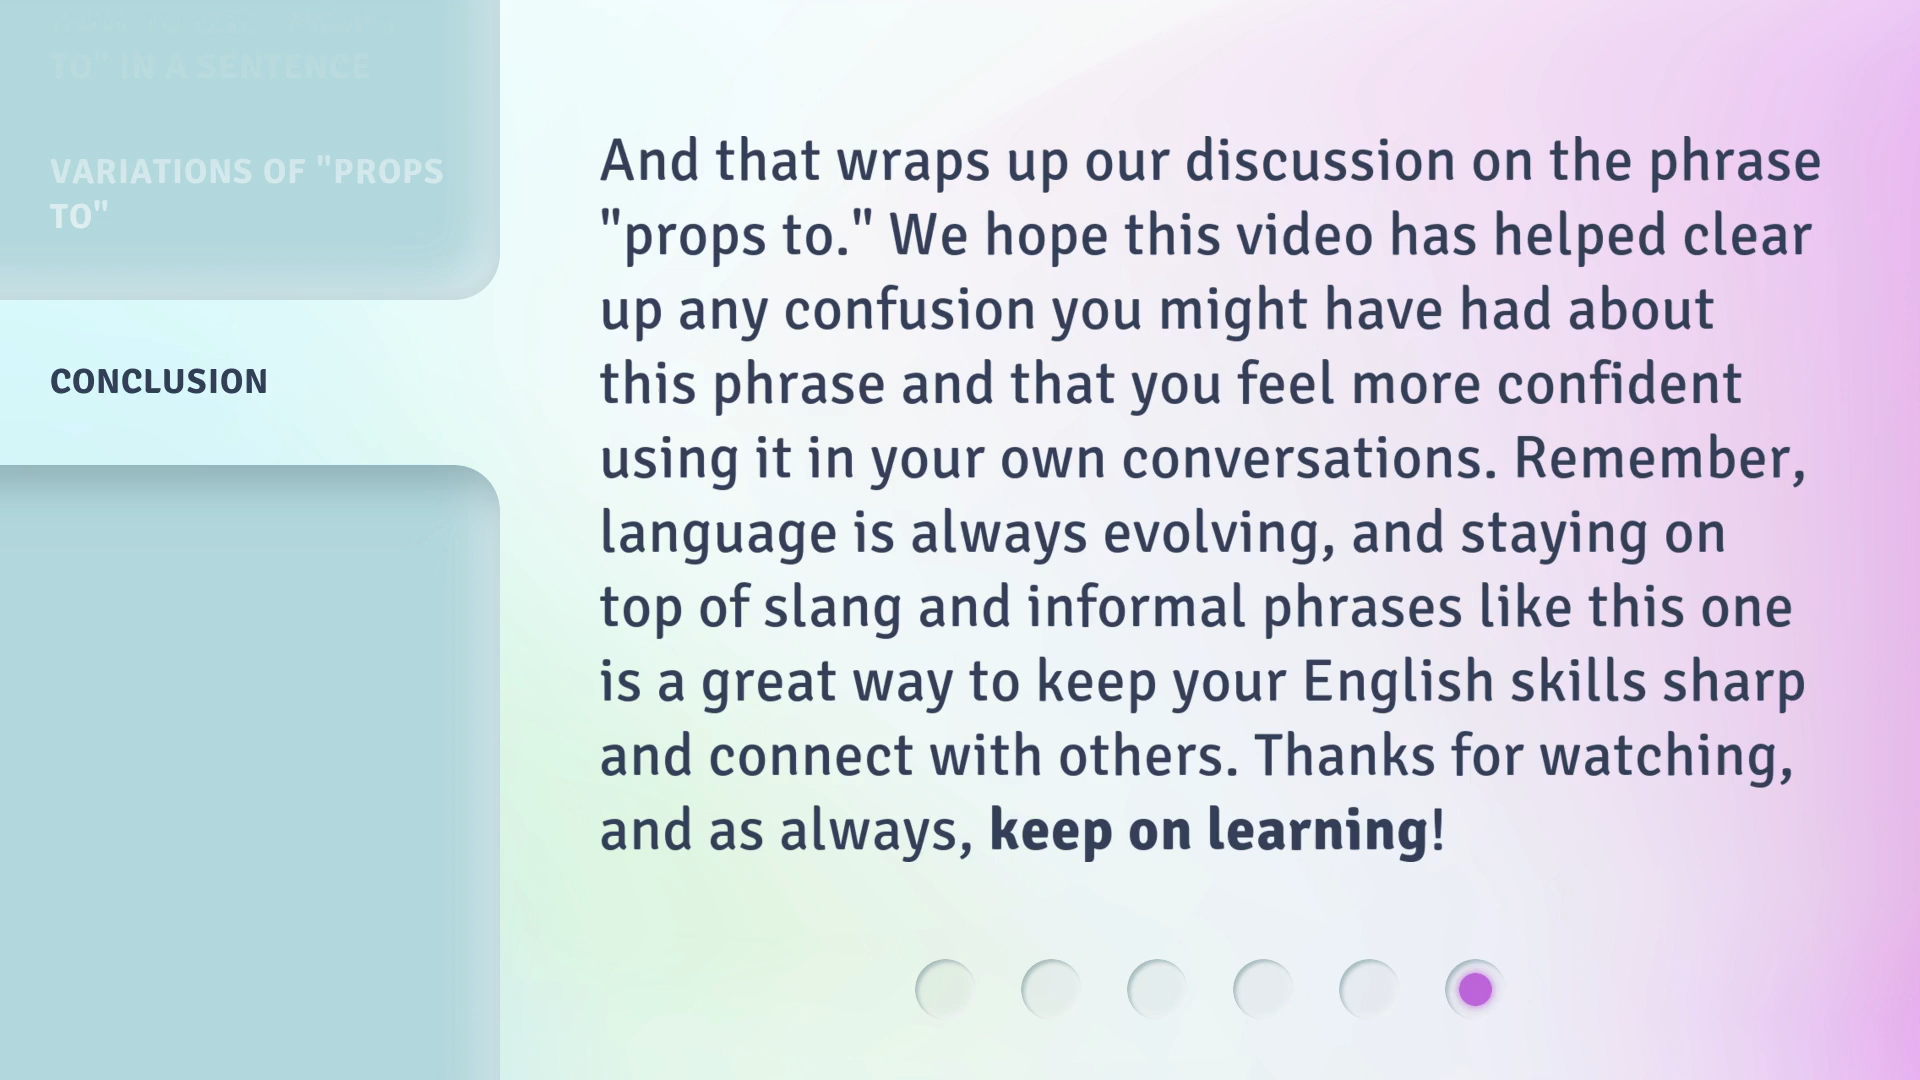 TO" IN A SENTENCE
VARIATIONS OF "PROPS
TO"
CONCLUSION
And that wraps up our discussion on the phrase
"props to." We hope this video has helped clear
up any confusion you might have had about
this phrase and that you feel more confident
using it in your own conversations. Remember,
language is always evolving, and staying on
top of slang and informal phrases like this one
is a great way to keep your English skills sharp
and connect with others. Thanks for watching,
and as always, keep on learning!